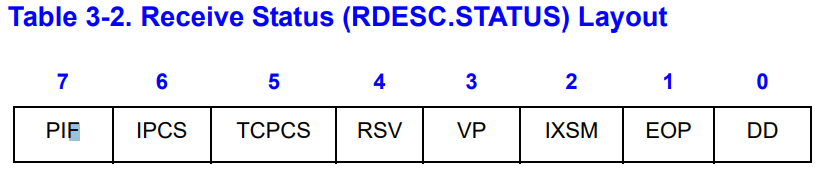 Table 3-2. Receive Status (RDESC.STATUS) Layout
7 6 5 4 3 2 1 0
PIF IPCS TCPCS RSV VP IXSM EOP DD